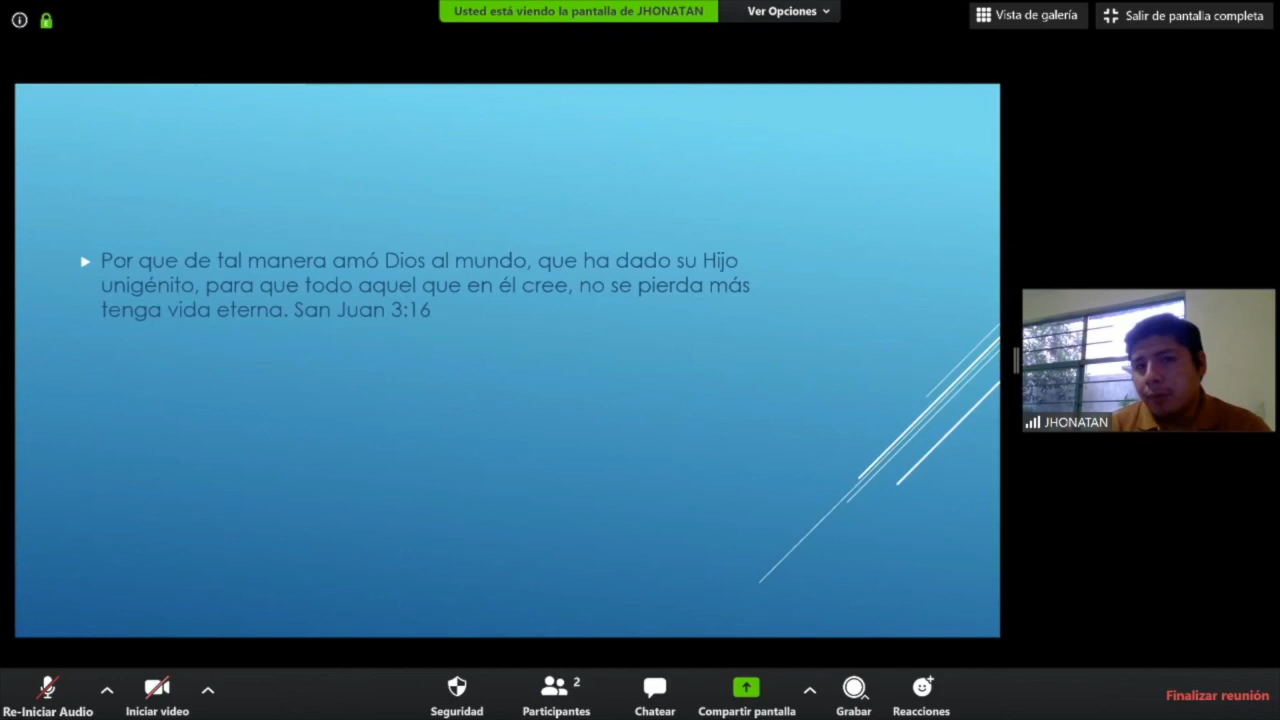 Usted está viendo la pantalla de JHONATAN
Ver Opciones
Vista de galería
Salir de pantalla completa
Por que de tal manera amó Dios al mundo, que ha dado su Hijo
unigénito, para que todo aquel que en él cree, no se pierda más
tenga vida eterna. San Juan 3:16
JHONATAN
Re-Iniciar Audio
Iniciar video
Seguridad
Participantes
2
Chatear
Compartir pantalla
Grabar
Reacciones
Finalizar reunión